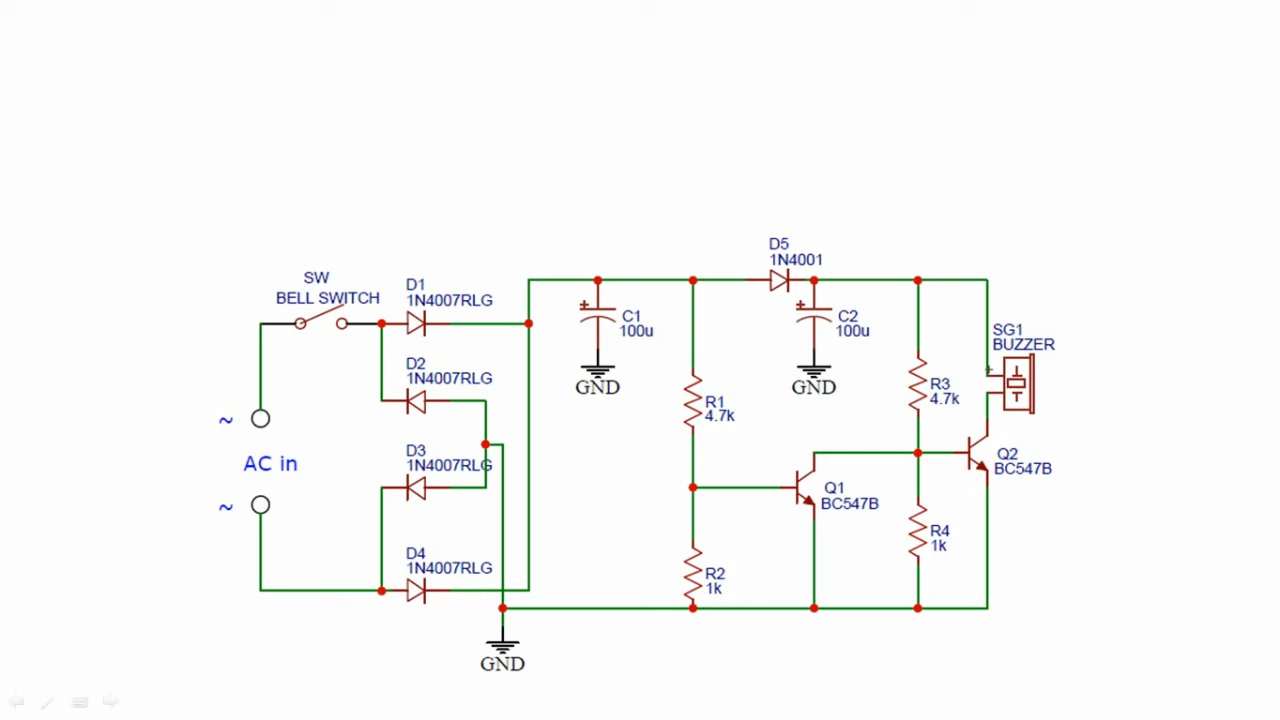 D5
1N4001
SW
BELL SWITCH
D1
1N4007RLG
+
C1
100u
GND
+
C2
100u
GND
SG1
BUZZER
+
D2
1N4007RLG
R1
4.7k
R3
4.7k
~
AC in
~
D3
1N4007RLG
Q1
BC547B
Q2
BC547B
R4
1k
D4
1N4007RLG
R2
1k
GND